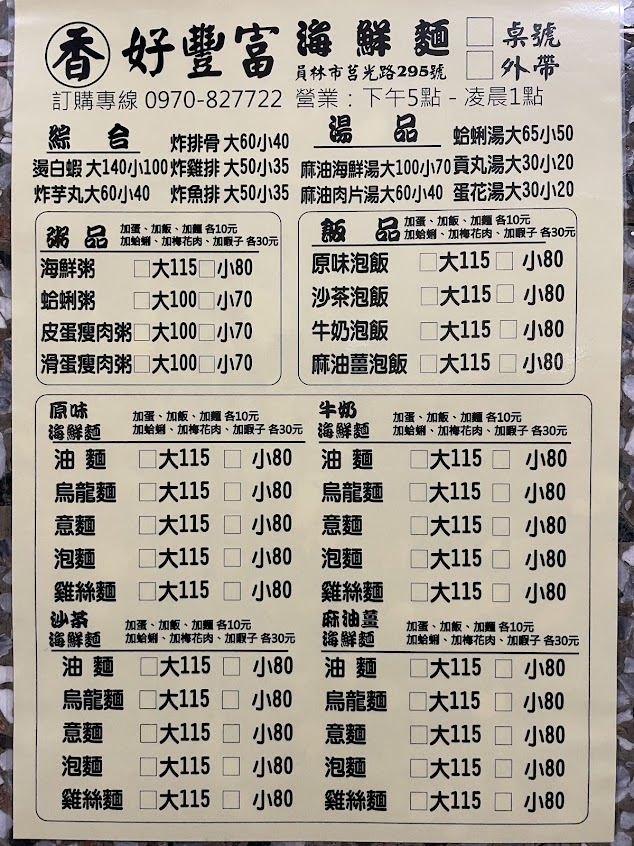 香 好豐富 海鮮麵 □ 桌號
員林市莒光路295號 □ 外帶
訂購專線 0970-827722 營業：下午5點 - 凌晨1點
綜合 炸排骨 大60小40
燙白蝦 大140小100 炸雞排 大50小35
炸芋丸大60小40 炸魚排 大50小35
湯品 蛤蜊湯大65小50
麻油海鮮湯大100小70 貢丸湯大30小20
麻油肉片湯大60小40 蛋花湯大30小20
粥品 加蛋、加飯、加麵 各10元
加蛤蜊、加梅花肉、加蝦子 各30元
海鮮粥 □大115□ 小80
蛤蜊粥 □大100□ 小70
皮蛋瘦肉粥□大100□ 小70
滑蛋瘦肉粥□大100□ 小70
飯品 加蛋、加飯、加麵 各10元
加蛤蜊、加梅花肉、加蝦子 各30元
原味泡飯 □大115 □ 小80
沙茶泡飯 □大115 □ 小80
牛奶泡飯 □大115 □ 小80
麻油薑泡飯 □大115 □ 小80
原味 加蛋、加飯、加麵 各10元
海鮮麵 加蛤蜊、加梅花肉、加蝦子 各30元
油麵 □大115 □ 小80
烏龍麵 □大115 □ 小80
意麵 □大115 □ 小80
泡麵 □大115 □ 小80
雞絲麵 □大115 □ 小80
牛奶 加蛋、加飯、加麵 各10元
海鮮麵 加蛤蜊、加梅花肉、加蝦子 各30元
油麵 □大115 □ 小80
烏龍麵 □大115 □ 小80
意麵 □大115 □ 小80
泡麵 □大115 □ 小80
雞絲麵 □大115 □ 小80
沙茶 加蛋、加飯、加麵 各10元
海鮮麵 加蛤蜊、加梅花肉、加蝦子 各30元
油麵 □大115 □ 小80
烏龍麵 □大115 □ 小80
意麵 □大115 □ 小80
泡麵 □大115 □ 小80
雞絲麵 □大115 □ 小80
麻油薑 加蛋、加飯、加麵 各10元
海鮮麵 加蛤蜊、加梅花肉、加蝦子 各30元
油麵 □大115 □ 小80
烏龍麵 □大115 □ 小80
意麵 □大115 □ 小80
泡麵 □大115 □ 小80
雞絲麵 □大115 □ 小80